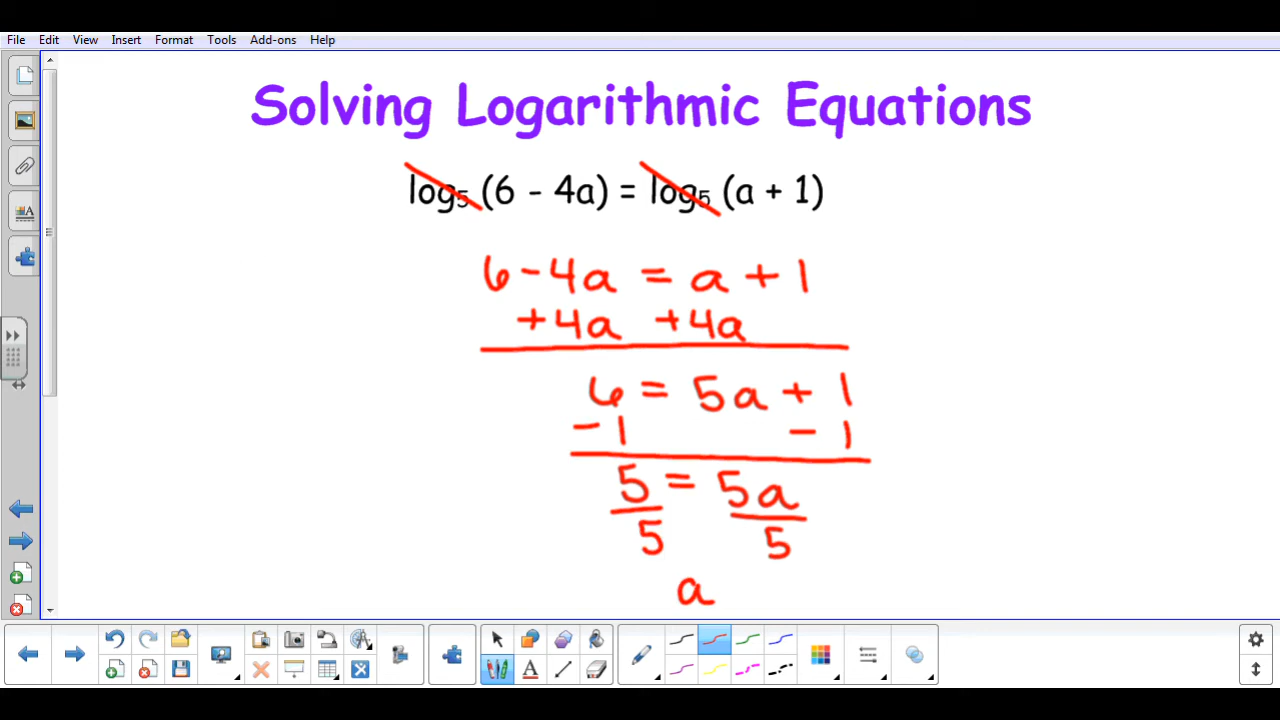 File Edit View Insert Format Tools Add-ons Help
Solving Logarithmic Equations
log₅ (6 - 4a) = log₅ (a + 1)
6 - 4a = a + 1
+4a +4a
6 = 5a + 1
-1 -1
5 = 5a
5 5
a